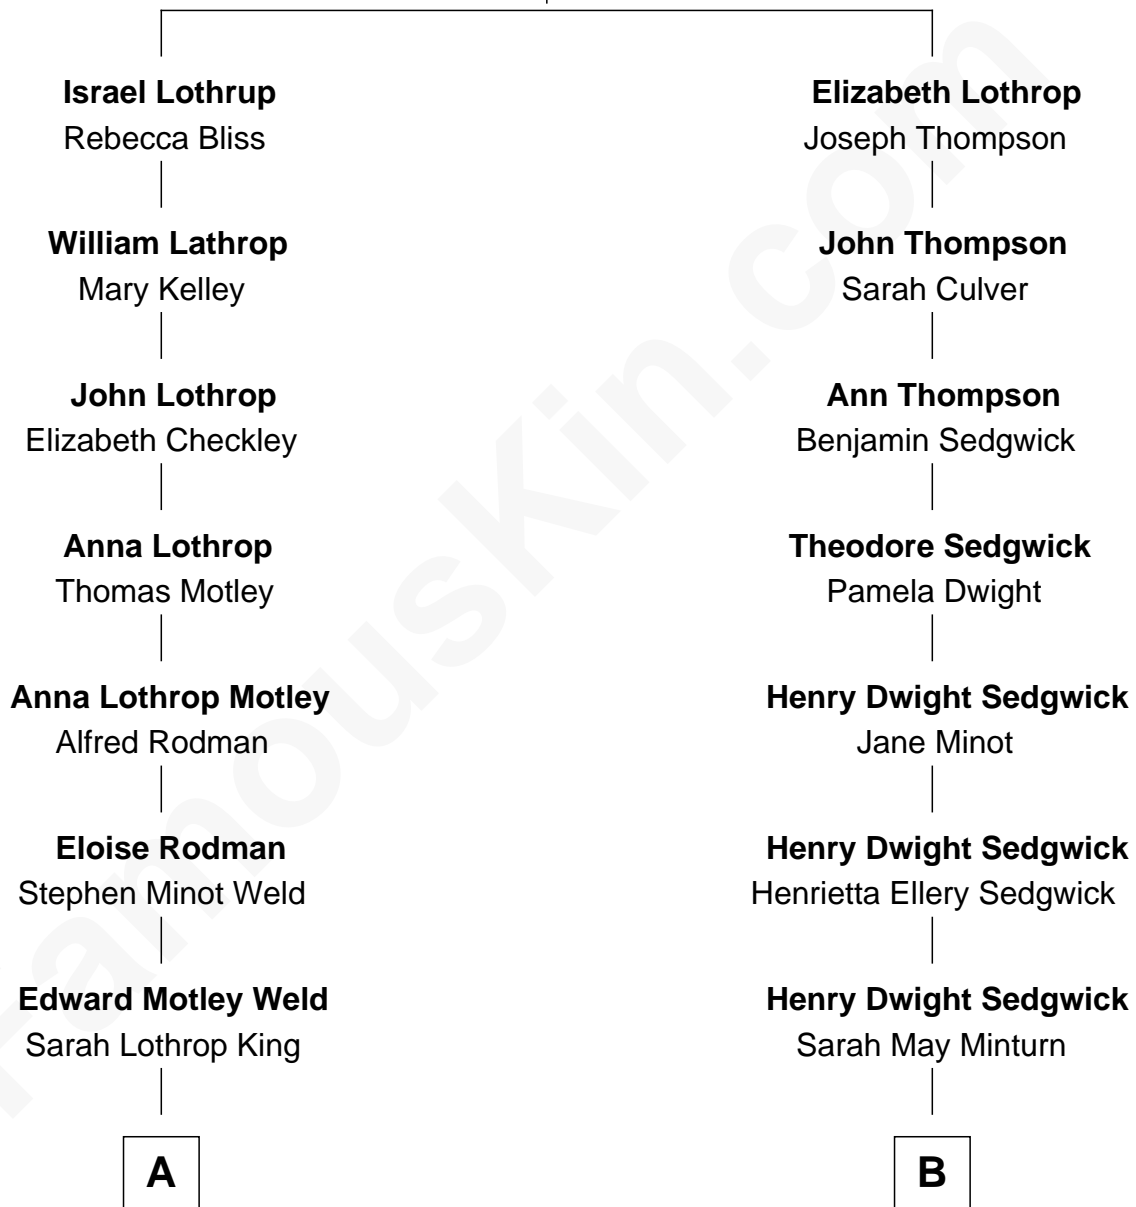 Israel Lothrup
Rebecca Bliss
William Lathrop
Mary Kelley
John Lothrop
Elizabeth Checkley
Anna Lothrop
Thomas Motley
Anna Lothrop Motley
Alfred Rodman
Eloise Rodman
Stephen Minot Weld
Edward Motley Weld
Sarah Lothrop King
A
Elizabeth Lothrop
Joseph Thompson
John Thompson
Sarah Culver
Ann Thompson
Benjamin Sedgwick
Theodore Sedgwick
Pamela Dwight
Henry Dwight Sedgwick
Jane Minot
Henry Dwight Sedgwick
Henrietta Ellery Sedgwick
Henry Dwight Sedgwick
Sarah May Minturn
B
FamousKin.com